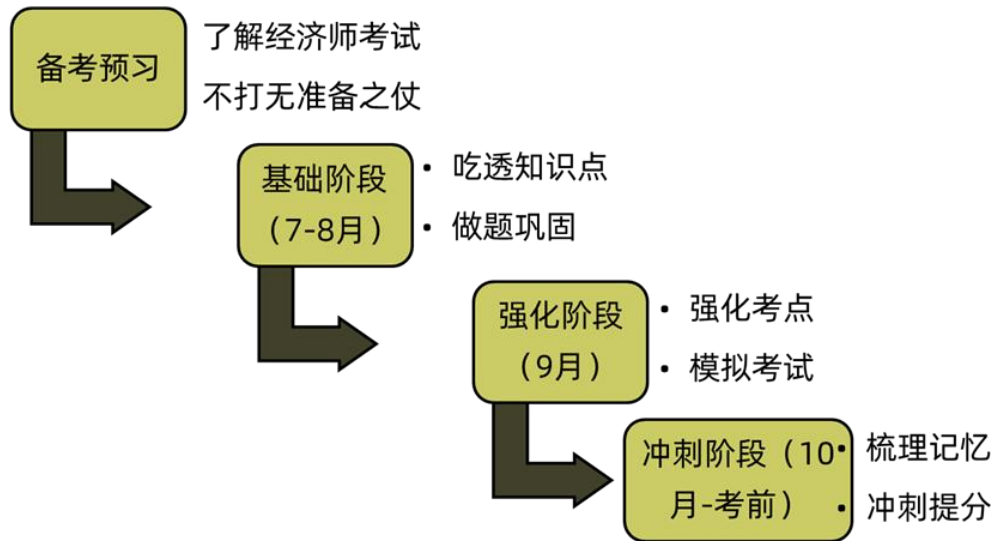 备考预习
了解经济师考试
不打无准备之仗
基础阶段
（7-8月）
• 吃透知识点
• 做题巩固
强化阶段
（9月）
• 强化考点
• 模拟考试
冲刺阶段（10
月-考前）
• 梳理记忆
• 冲刺提分